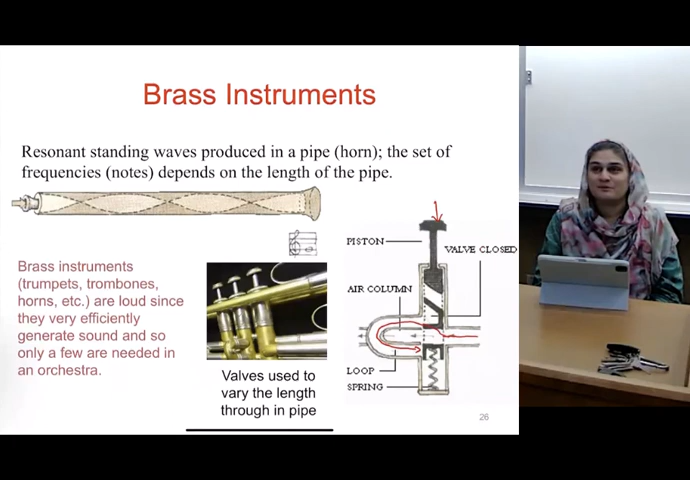 Brass Instruments
Resonant standing waves produced in a pipe (horn); the set of
frequencies (notes) depends on the length of the pipe.
Brass instruments
(trumpets, trombones,
horns, etc.) are loud since
they very efficiently
generate sound and so
only a few are needed in
an orchestra.
Valves used to
vary the length
through in pipe
PISTON
VALVE CLOSED
AIR COLUMN
LOOP
SPRING
26